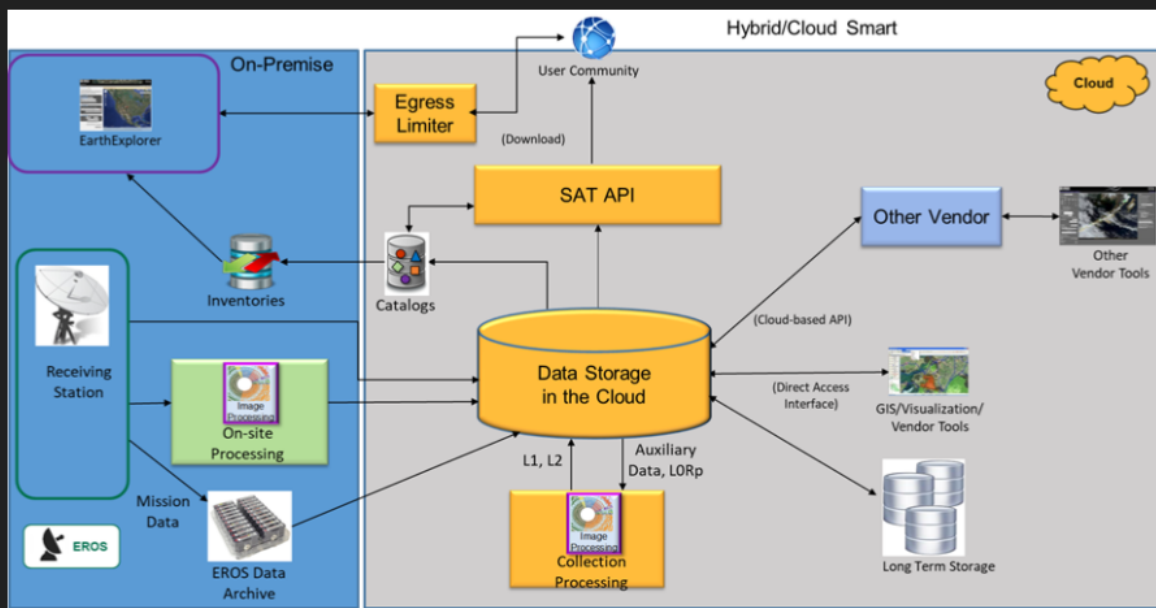 Hybrid/Cloud Smart
On-Premise
User Community
Cloud
EarthExplorer
Egress
Limiter
(Download)
SAT API
Other Vendor
Other
Vendor Tools
Inventories
Catalogs
(Cloud-based API)
Receiving
Station
Data Storage
in the Cloud
(Direct Access
Interface)
GIS/Visualization/
Vendor Tools
Image
Processing
On-site
Processing
L1, L2
Auxiliary
Data, L0Rp
Mission
Data
EROS
EROS Data
Archive
Image
Processing
Collection
Processing
Long Term Storage